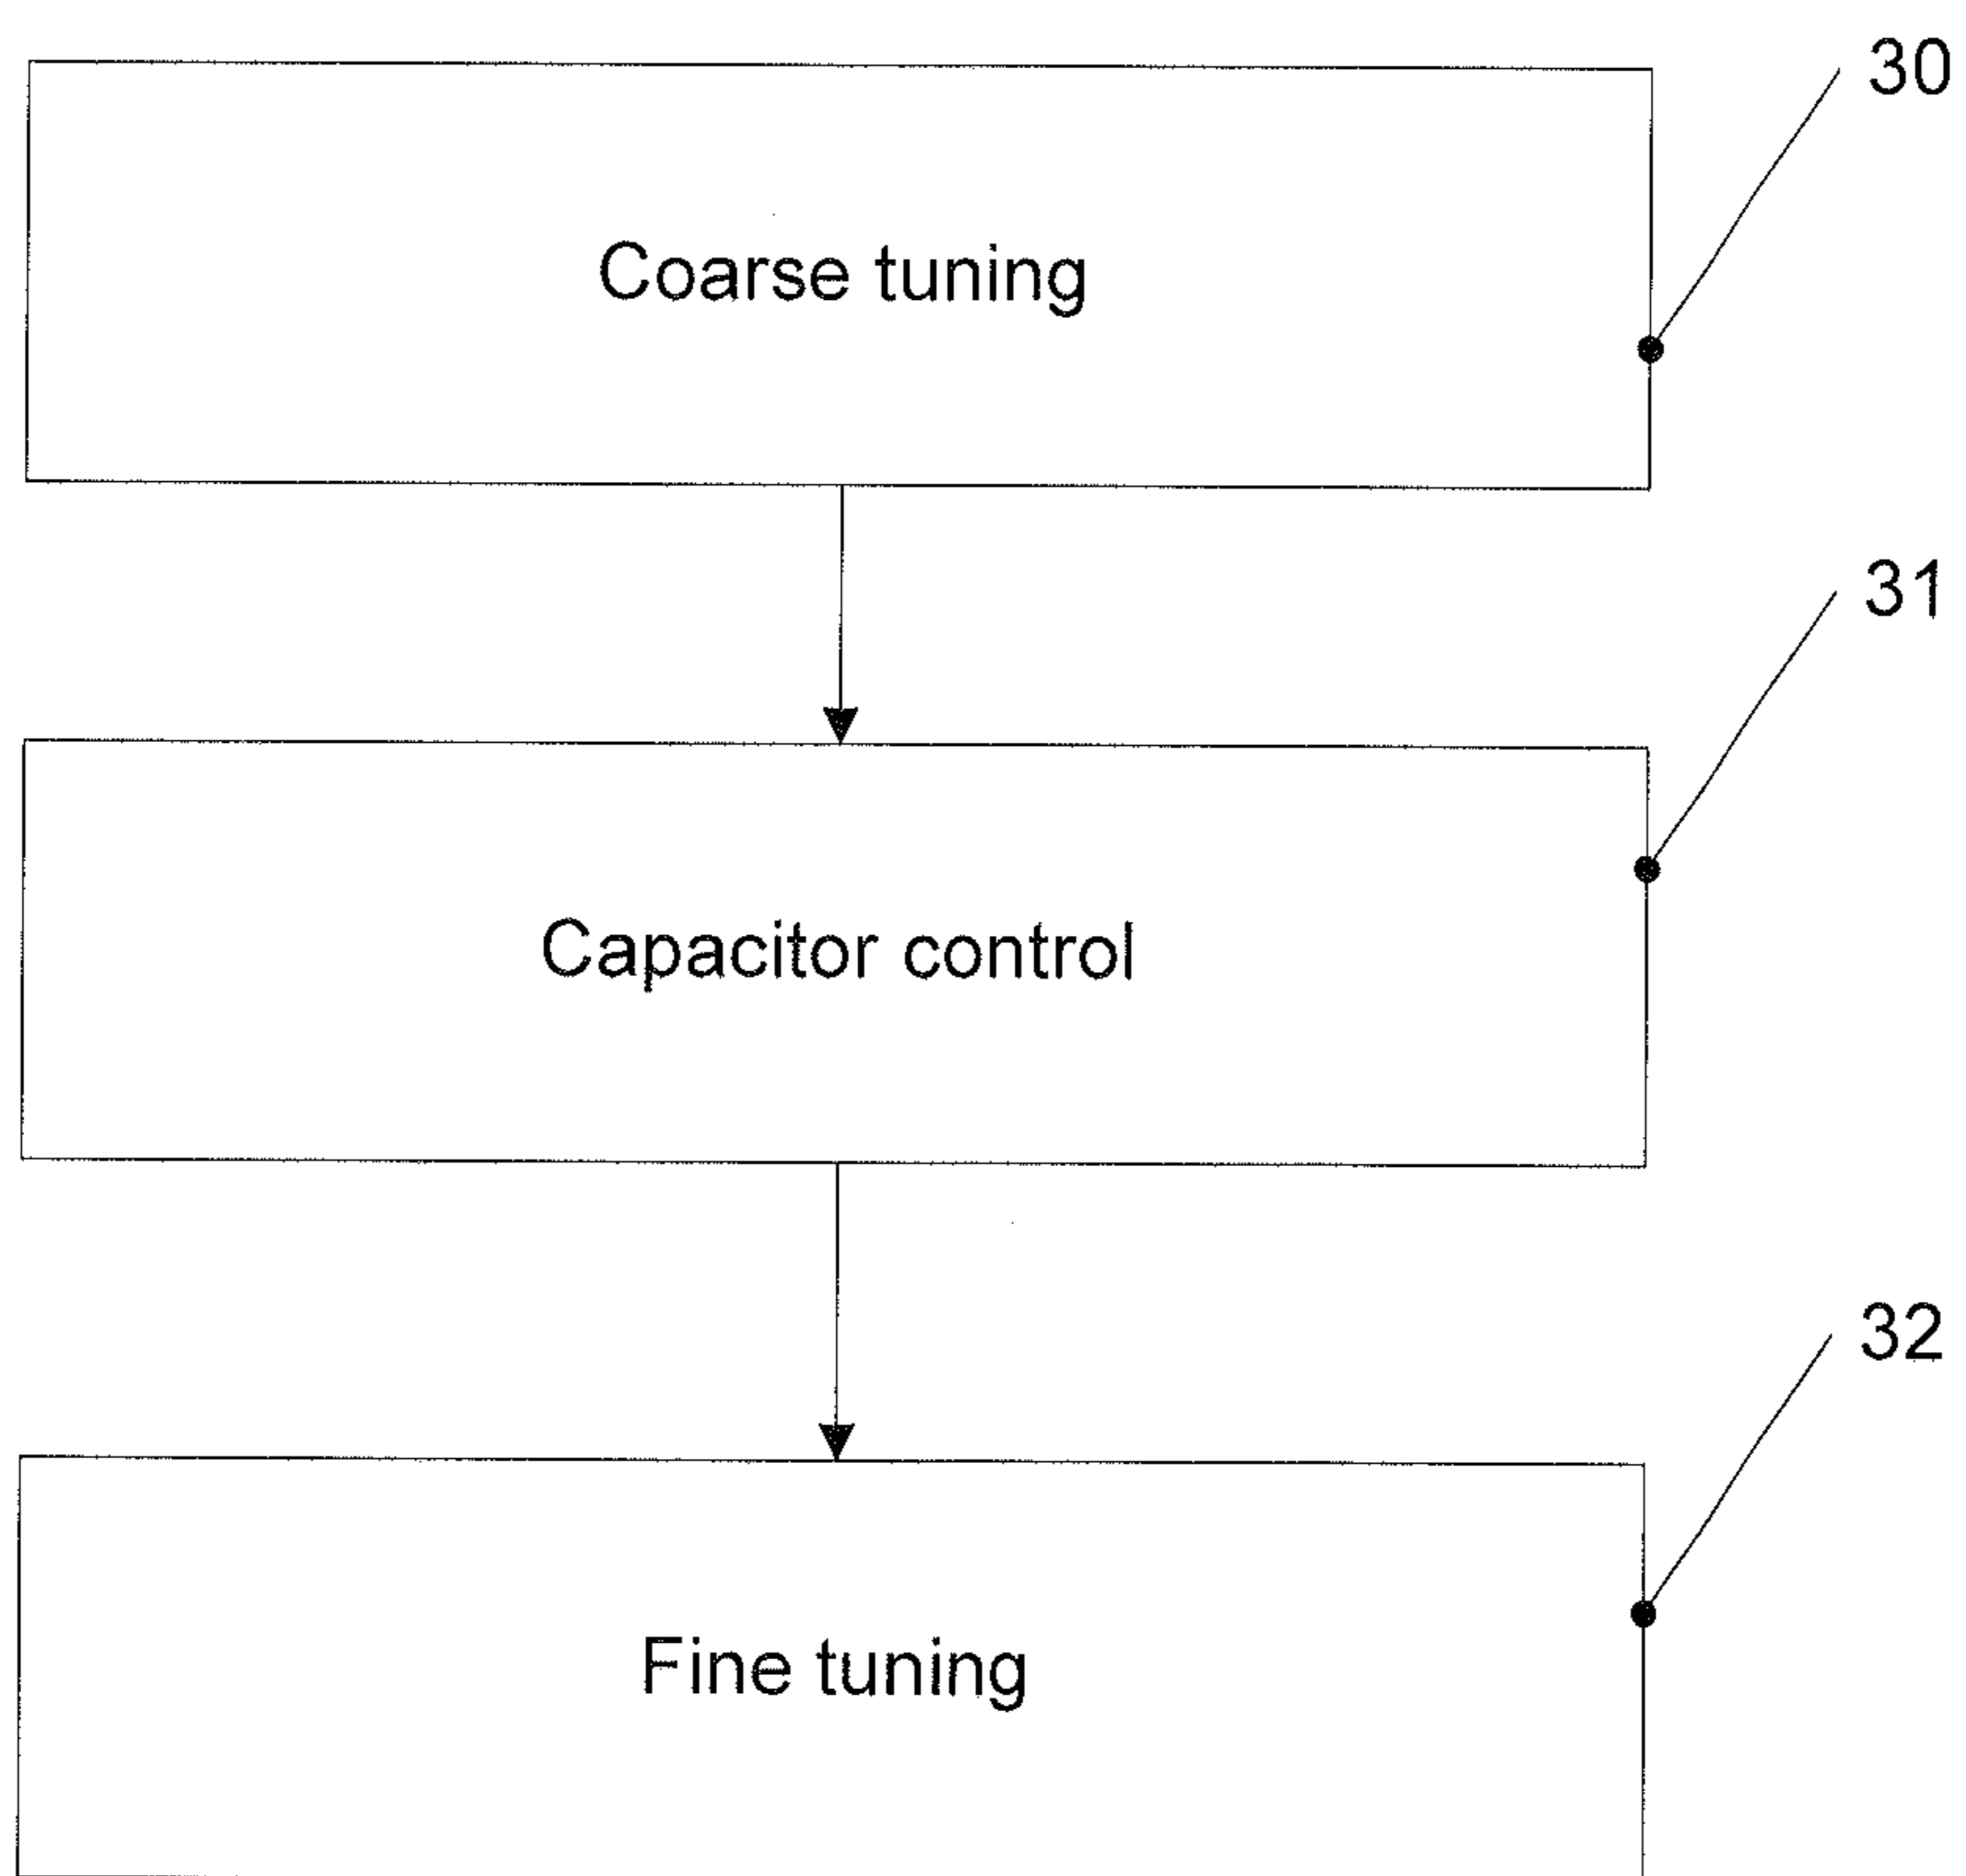 30
Coarse tuning
31
Capacitor control
32
Fine tuning